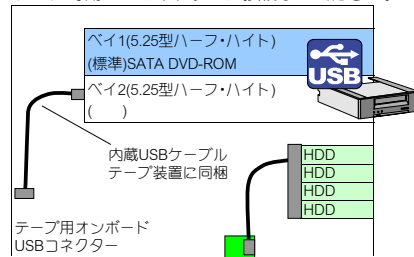 ベイ1(5.25型ハーフ・ハイト)
(標準)SATA DVD-ROM
USB
ベイ2(5.25型ハーフ・ハイト)
(　　)
内蔵USBケーブル
テープ装置に同梱
HDD
HDD
HDD
HDD
テープ用オンボード
USBコネクター